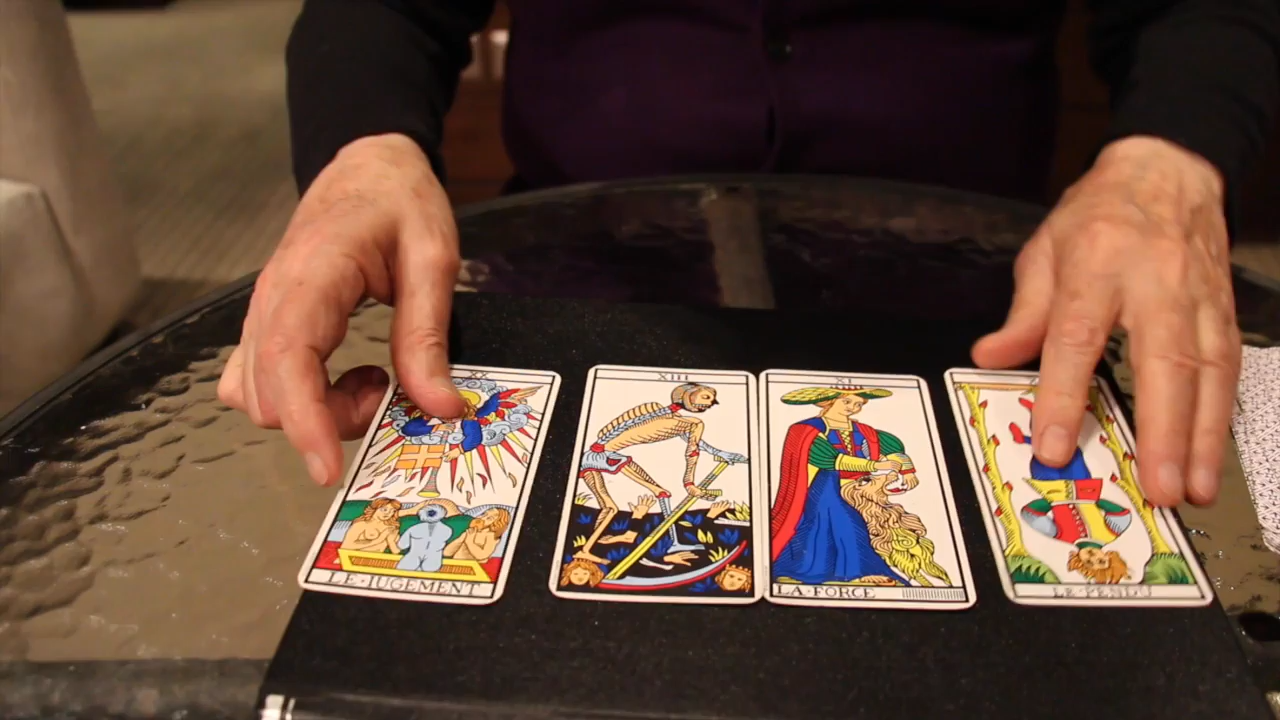 XX
LE·JUGEMENT
XIII
XI
LA·FORCE
LE·PENDU